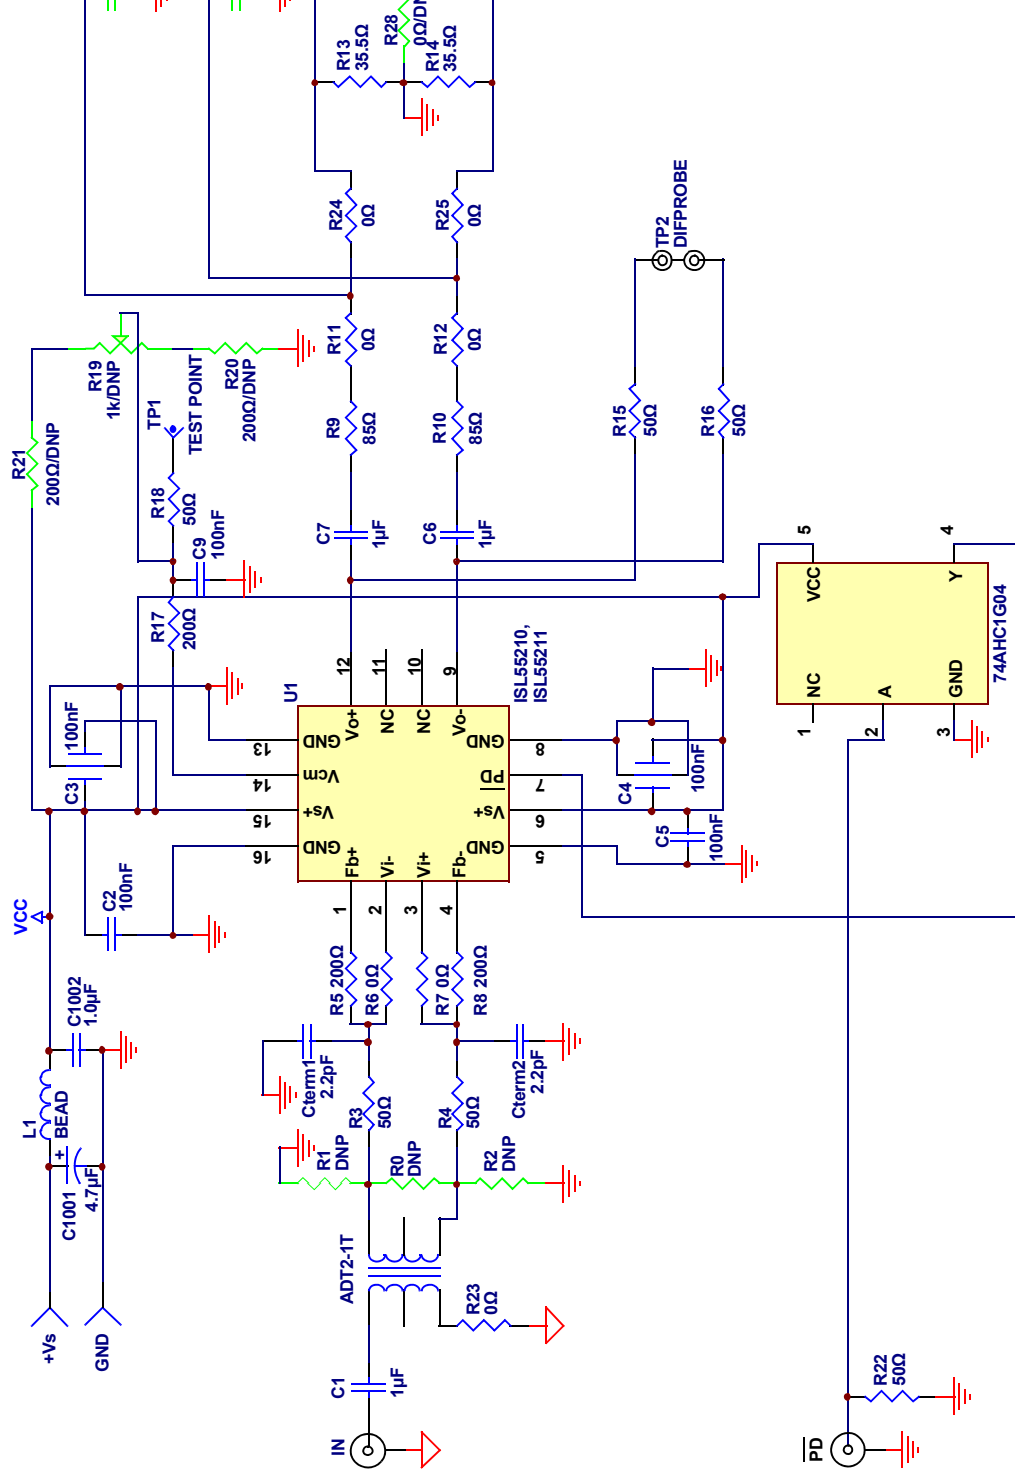 R13
35.5Ω
R28
0Ω/DN
R14
35.5Ω
R24
0Ω
R25
0Ω
TP2
DIFPROBE
R11
0Ω
R12
0Ω
R19
1k/DNP
R20
200Ω/DNP
TP1
TEST POINT
R21
200Ω/DNP
R9
85Ω
R10
85Ω
R15
50Ω
R16
50Ω
R18
50Ω
C9
100nF
C7
1µF
C6
1µF
R17
200Ω
5
4
VCC
Y
NC
A
GND
1
2
3
74AHC1G04
U1
ISL55210,
ISL55211
12
11
10
9
Vo+
NC
NC
Vo-
13
14
15
16
GND
Vcm
Vs+
GND
GND
PD
Vs+
GND
8
7
6
5
Fb+
Vi-
Vi+
Fb-
1
2
3
4
C3
100nF
C4
100nF
C5
100nF
C2
100nF
VCC
C1002
1.0µF
L1
BEAD
C1001
+
4.7µF
+Vs
GND
R5 200Ω
R6 0Ω
R7 0Ω
R8 200Ω
Cterm1
2.2pF
Cterm2
2.2pF
R3
50Ω
R4
50Ω
R1
DNP
R0
DNP
R2
DNP
ADT2-1T
R23
0Ω
C1
1µF
IN
R22
50Ω
PD